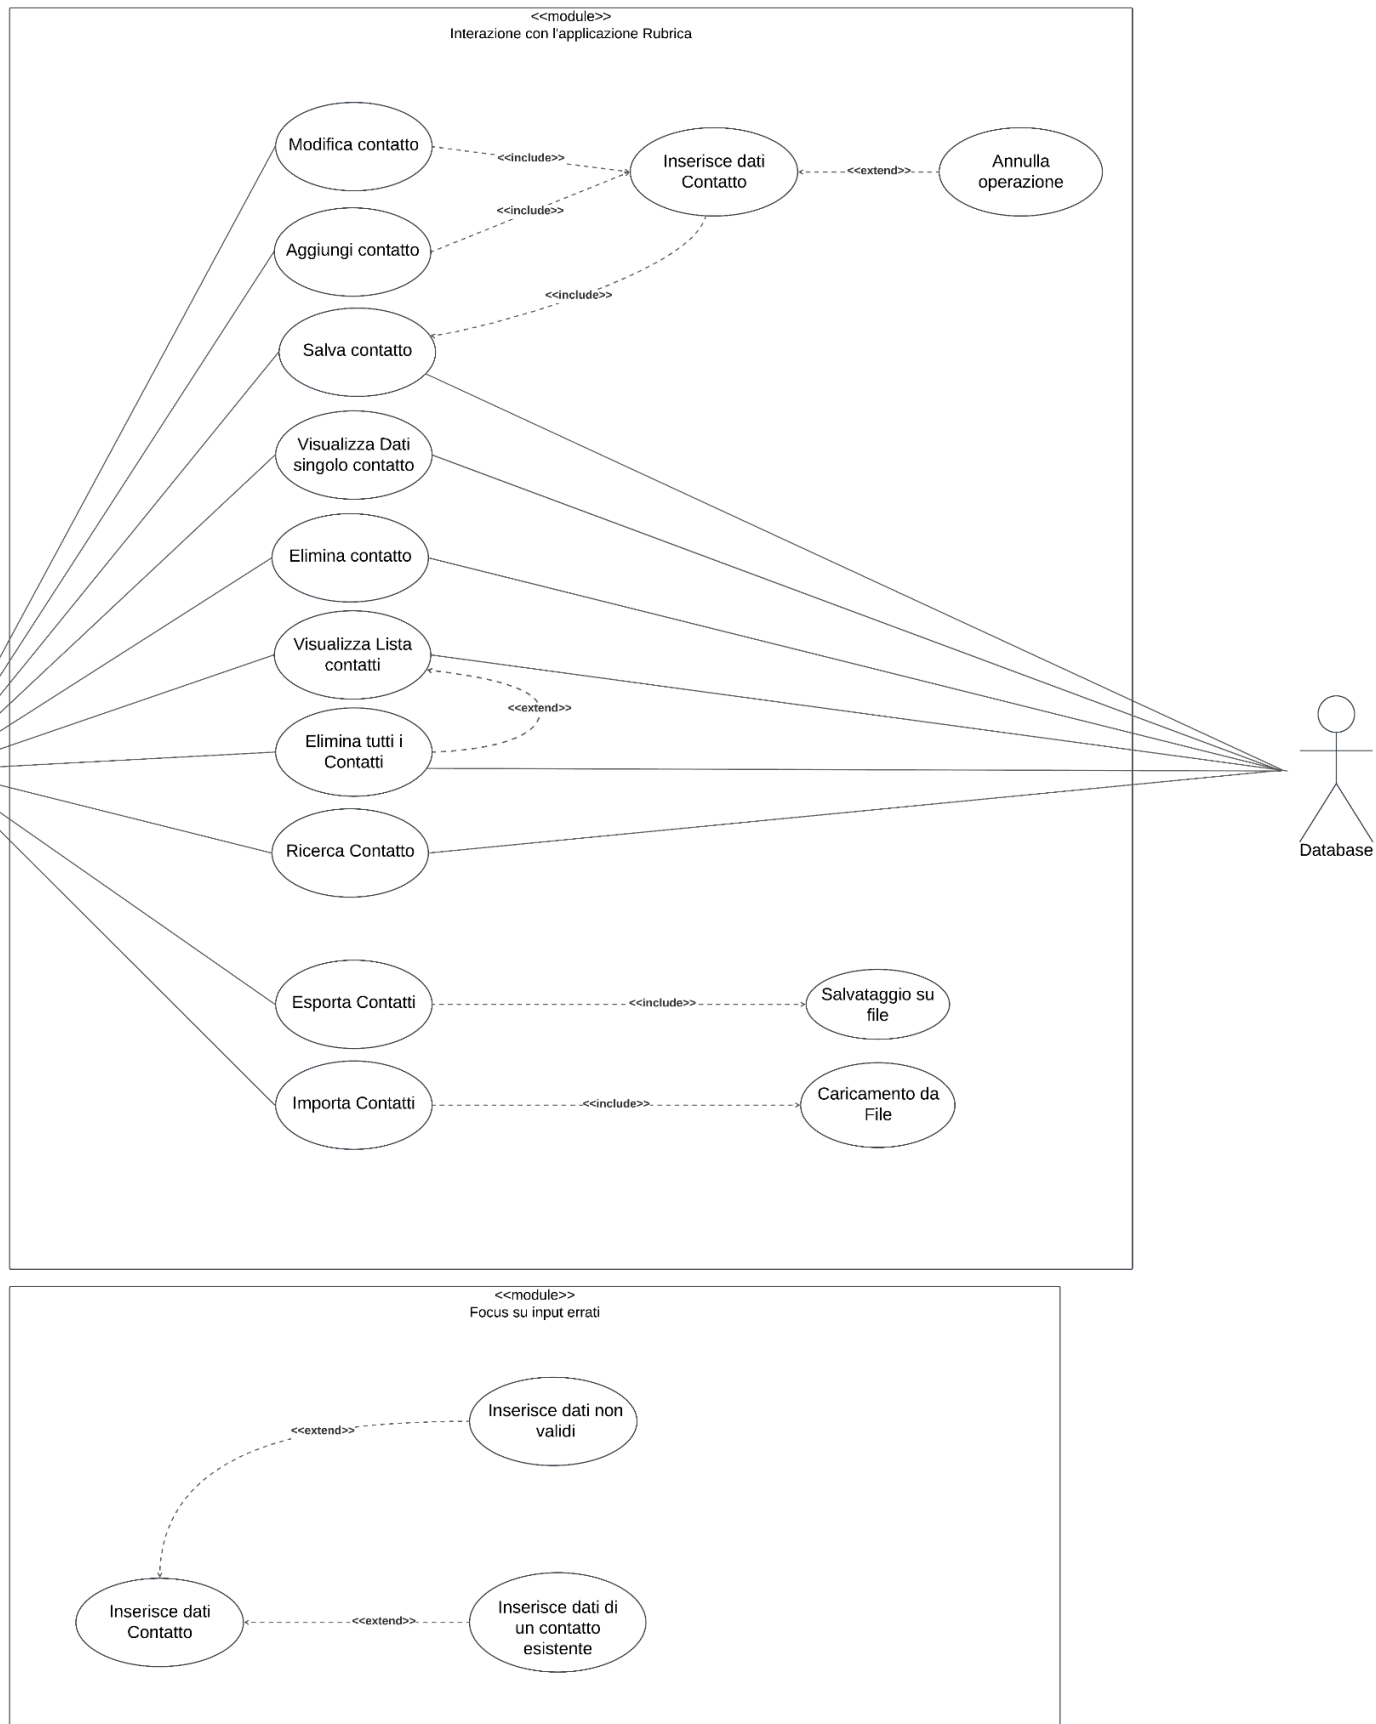 <<module>>
Interazione con l'applicazione Rubrica
Modifica contatto
<<include>>
Inserisce dati
Contatto
<<extend>>
Annulla
operazione
Aggiungi contatto
<<include>>
<<include>>
Salva contatto
Visualizza Dati
singolo contatto
Elimina contatto
Visualizza Lista
contatti
<<extend>>
Elimina tutti i
Contatti
Ricerca Contatto
Database
Esporta Contatti
<<include>>
Salvataggio su
file
Importa Contatti
<<include>>
Caricamento da
File
<<module>>
Focus su input errati
Inserisce dati non
validi
<<extend>>
Inserisce dati
Contatto
<<extend>>
Inserisce dati di
un contatto
esistente